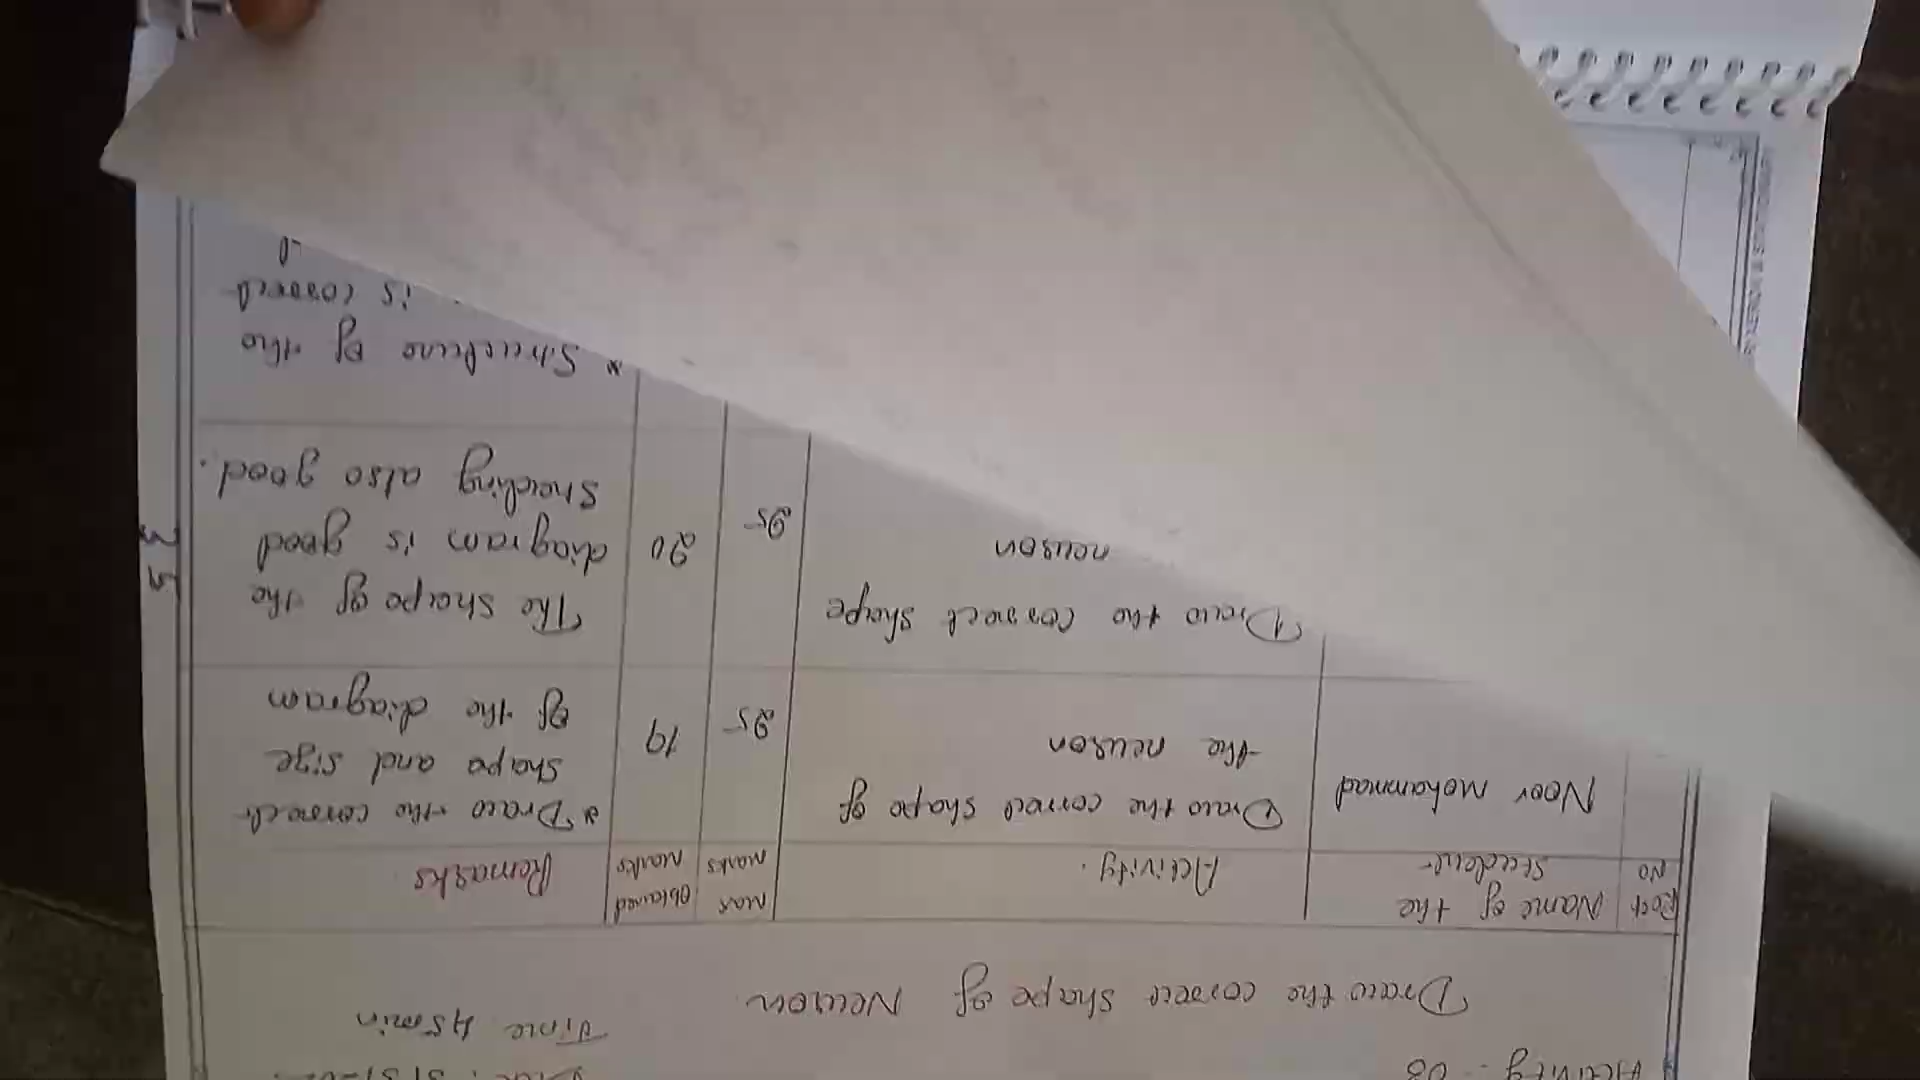 Activity - 08
Time 45 min
Draw the correct shape of Neuron
Roll No
Name of the Student
Activity.
Max marks
Obtained marks
Remarks
Noor Mohammad
Draw the correct shape of
the neuron
25
19
* Draw the correct
shape and size
of the diagram
Draw the correct shape
neuron
25
20
The shape of the
diagram is good
Shading also good.
* Structure of the
is correct